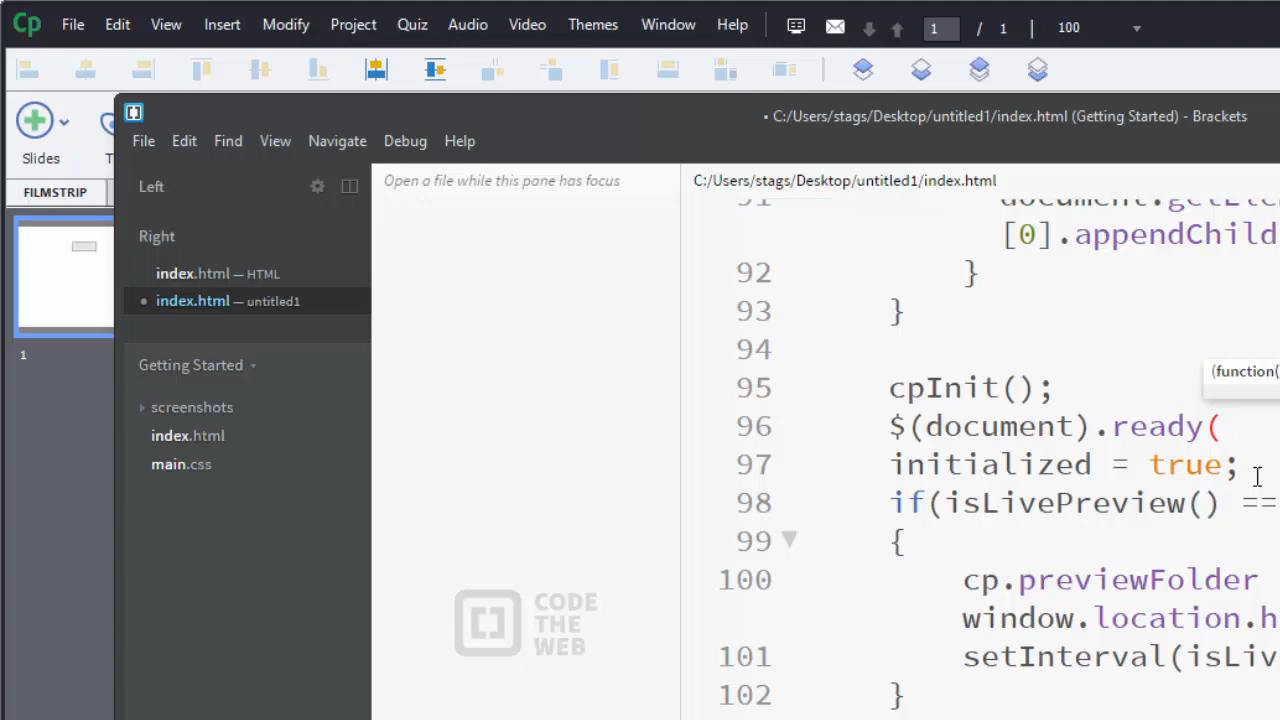 Cp File Edit View Insert Modify Project Quiz Audio Video Themes Window Help 1 / 1 100
Slides
FILMSTRIP
1
• C:/Users/stags/Desktop/untitled1/index.html (Getting Started) - Brackets
File Edit Find View Navigate Debug Help
Left
Right
index.html — HTML
• index.html — untitled1
Getting Started
screenshots
index.html
main.css
Open a file while this pane has focus
CODE
THE
WEB
C:/Users/stags/Desktop/untitled1/index.html
91 document.getElem
[0].appendChild
92 }
93 }
94
(function(
95 cpInit();
96 $(document).ready(
97 initialized = true;
98 if(isLivePreview() ==
99 {
100 cp.previewFolder
window.location.h
101 setInterval(isLiv
102 }